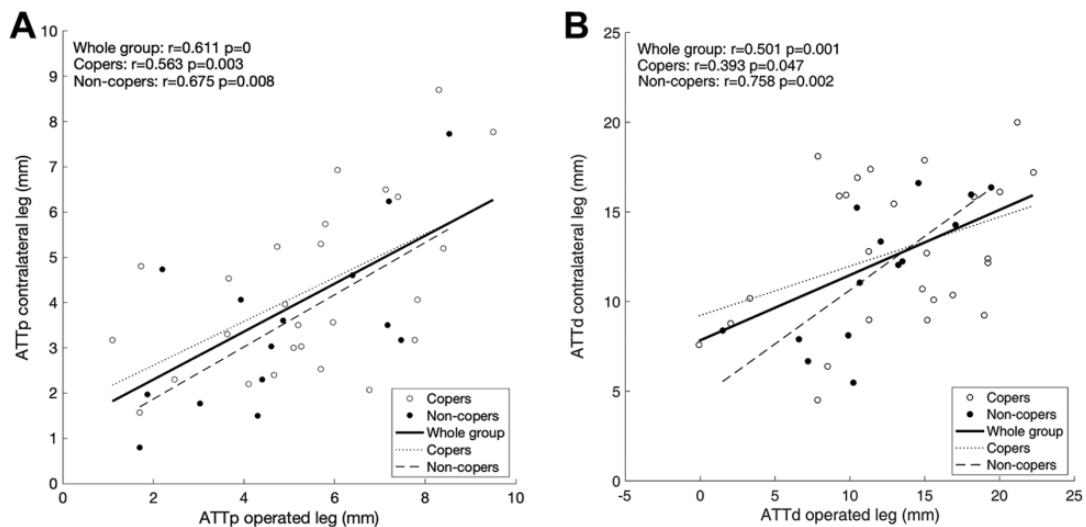 A
Whole group: r=0.611 p=0
Copers: r=0.563 p=0.003
Non-copers: r=0.675 p=0.008
10
9
8
7
6
5
4
3
2
1
0
ATTp contralateral leg (mm)
Copers
Non-copers
Whole group
Copers
Non-copers
0 2 4 6 8 10
ATTp operated leg (mm)
B
Whole group: r=0.501 p=0.001
Copers: r=0.393 p=0.047
Non-copers: r=0.758 p=0.002
25
20
15
10
5
0
ATTd contralateral leg (mm)
Copers
Non-copers
Whole group
Copers
Non-copers
-5 0 5 10 15 20 25
ATTd operated leg (mm)